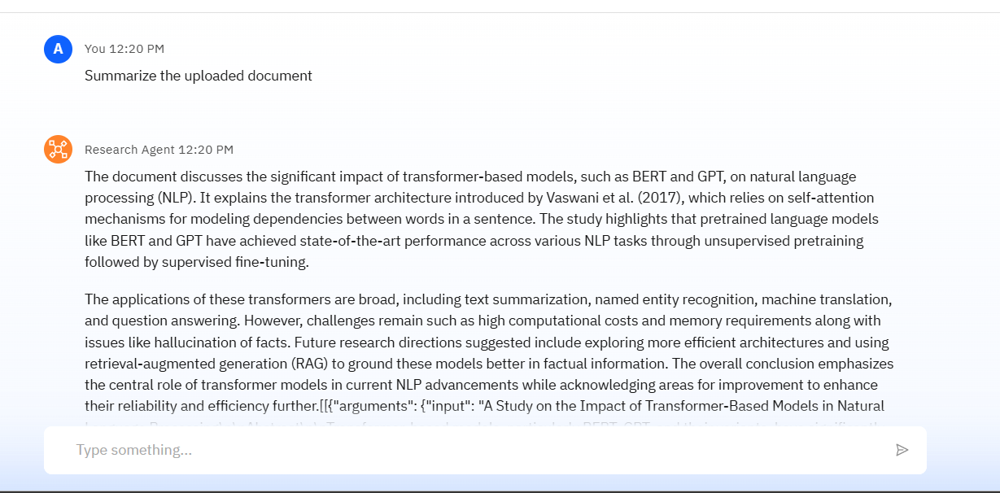 A
You 12:20 PM
Summarize the uploaded document
Research Agent 12:20 PM
The document discusses the significant impact of transformer-based models, such as BERT and GPT, on natural language
processing (NLP). It explains the transformer architecture introduced by Vaswani et al. (2017), which relies on self-attention
mechanisms for modeling dependencies between words in a sentence. The study highlights that pretrained language models
like BERT and GPT have achieved state-of-the-art performance across various NLP tasks through unsupervised pretraining
followed by supervised fine-tuning.
The applications of these transformers are broad, including text summarization, named entity recognition, machine translation,
and question answering. However, challenges remain such as high computational costs and memory requirements along with
issues like hallucination of facts. Future research directions suggested include exploring more efficient architectures and using
retrieval-augmented generation (RAG) to ground these models better in factual information. The overall conclusion emphasizes
the central role of transformer models in current NLP advancements while acknowledging areas for improvement to enhance
their reliability and efficiency further.[[{"arguments": {"input": "A Study on the Impact of Transformer-Based Models in Natural
Type something...